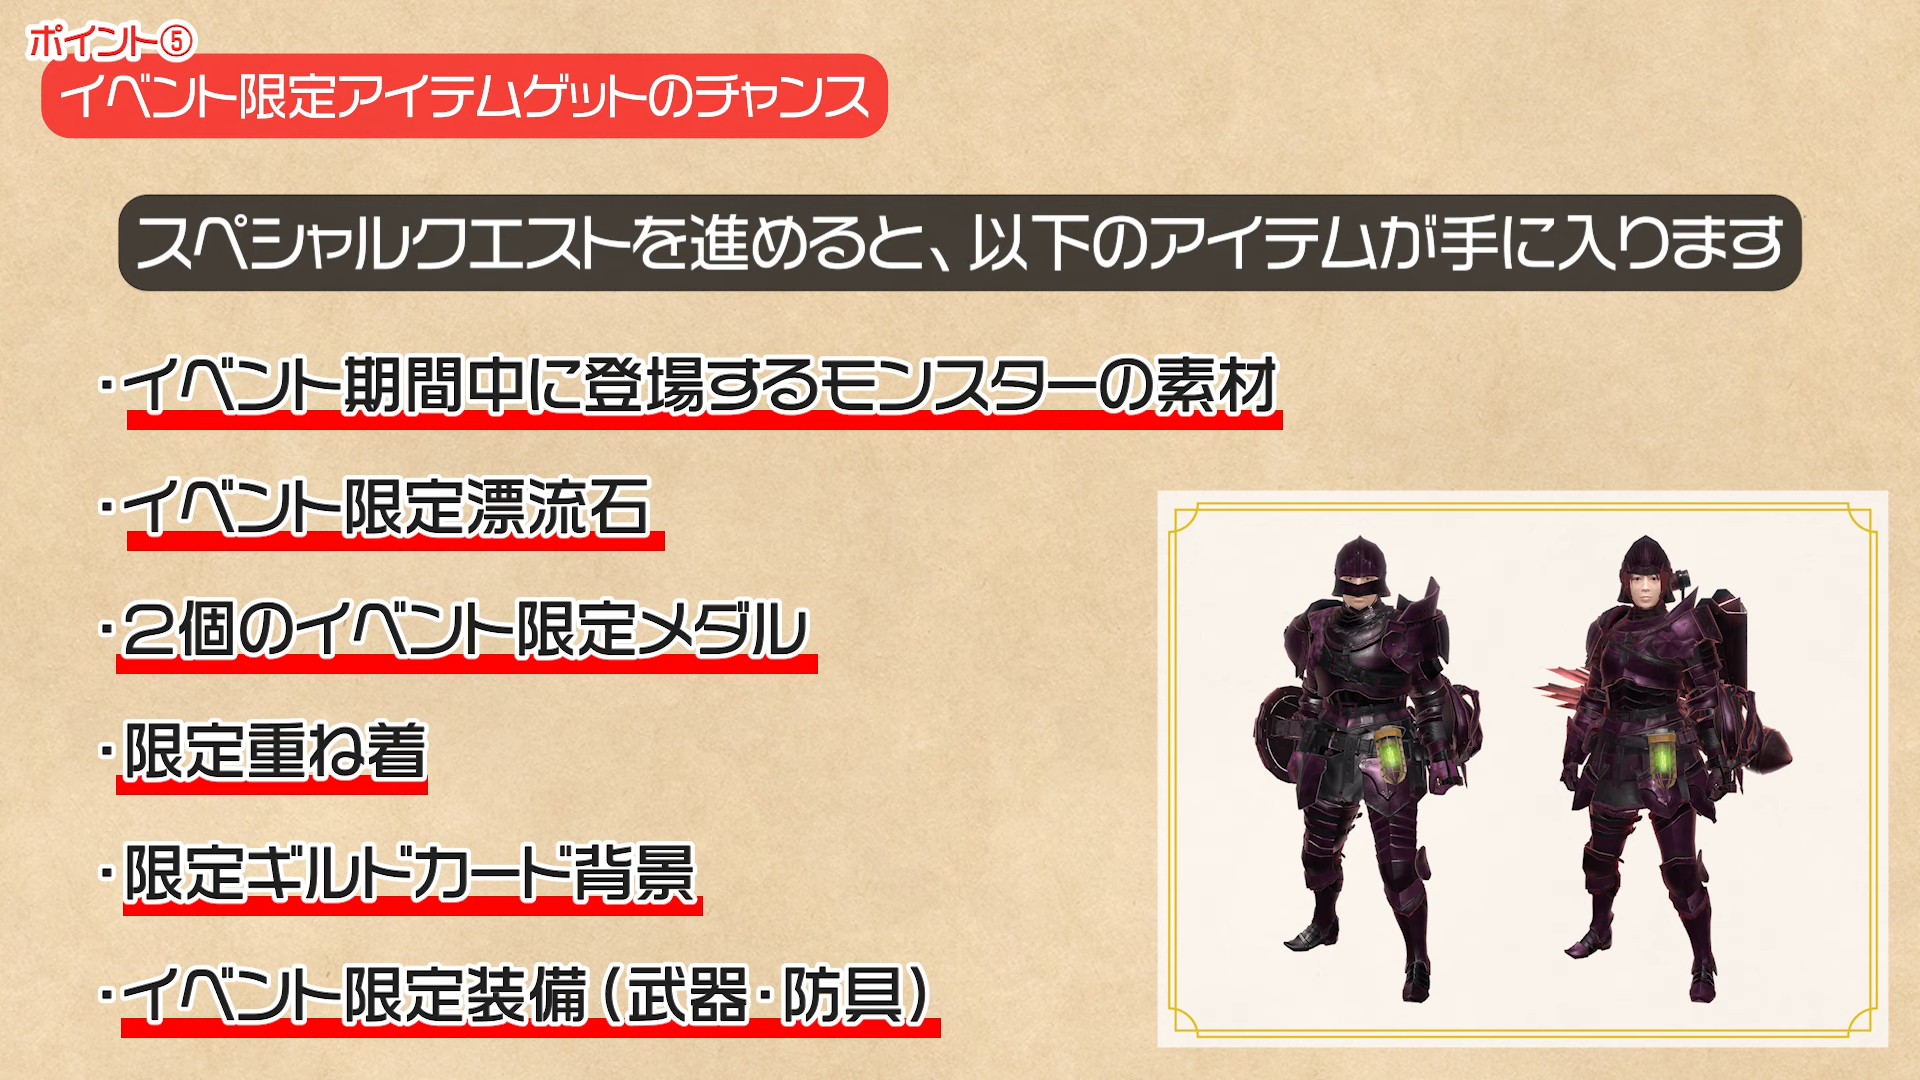 ポイント⑤
イベント限定アイテムゲットのチャンス
スペシャルクエストを進めると、以下のアイテムが手に入ります
・イベント期間中に登場するモンスターの素材
・イベント限定漂流石
・２個のイベント限定メダル
・限定重ね着
・限定ギルドカード背景
・イベント限定装備（武器・防具）